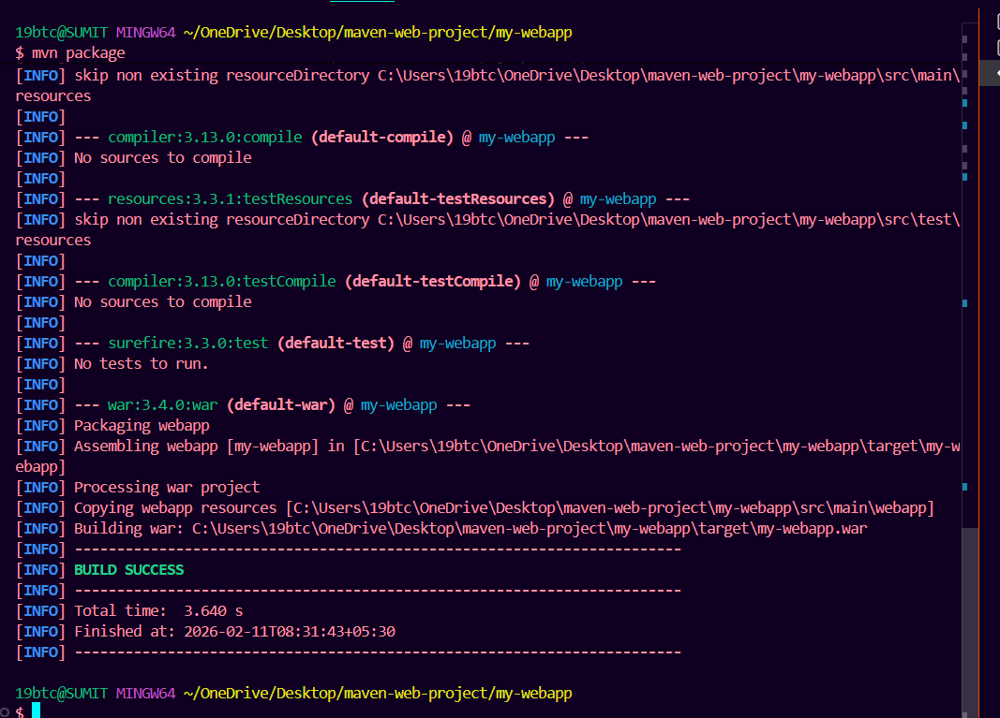 19btc@SUMIT MINGW64 ~/OneDrive/Desktop/maven-web-project/my-webapp
$ mvn package
[INFO] skip non existing resourceDirectory C:\Users\19btc\OneDrive\Desktop\maven-web-project\my-webapp\src\main\
resources
[INFO]
[INFO] --- compiler:3.13.0:compile (default-compile) @ my-webapp ---
[INFO] No sources to compile
[INFO]
[INFO] --- resources:3.3.1:testResources (default-testResources) @ my-webapp ---
[INFO] skip non existing resourceDirectory C:\Users\19btc\OneDrive\Desktop\maven-web-project\my-webapp\src\test\
resources
[INFO]
[INFO] --- compiler:3.13.0:testCompile (default-testCompile) @ my-webapp ---
[INFO] No sources to compile
[INFO]
[INFO] --- surefire:3.3.0:test (default-test) @ my-webapp ---
[INFO] No tests to run.
[INFO]
[INFO] --- war:3.4.0:war (default-war) @ my-webapp ---
[INFO] Packaging webapp
[INFO] Assembling webapp [my-webapp] in [C:\Users\19btc\OneDrive\Desktop\maven-web-project\my-webapp\target\my-w
ebapp]
[INFO] Processing war project
[INFO] Copying webapp resources [C:\Users\19btc\OneDrive\Desktop\maven-web-project\my-webapp\src\main\webapp]
[INFO] Building war: C:\Users\19btc\OneDrive\Desktop\maven-web-project\my-webapp\target\my-webapp.war
[INFO] ------------------------------------------------------------------------
[INFO] BUILD SUCCESS
[INFO] ------------------------------------------------------------------------
[INFO] Total time:  3.640 s
[INFO] Finished at: 2026-02-11T08:31:43+05:30
[INFO] ------------------------------------------------------------------------
19btc@SUMIT MINGW64 ~/OneDrive/Desktop/maven-web-project/my-webapp
$